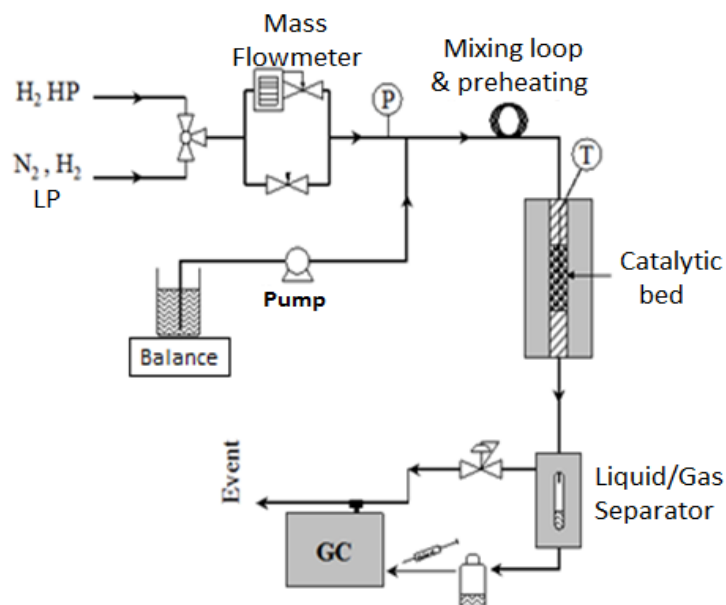 Mass
Flowmeter
Mixing loop
& preheating
H₂ HP
P
N₂ , H₂
LP
T
Catalytic
bed
Pump
Balance
Event
Liquid/Gas
Separator
GC